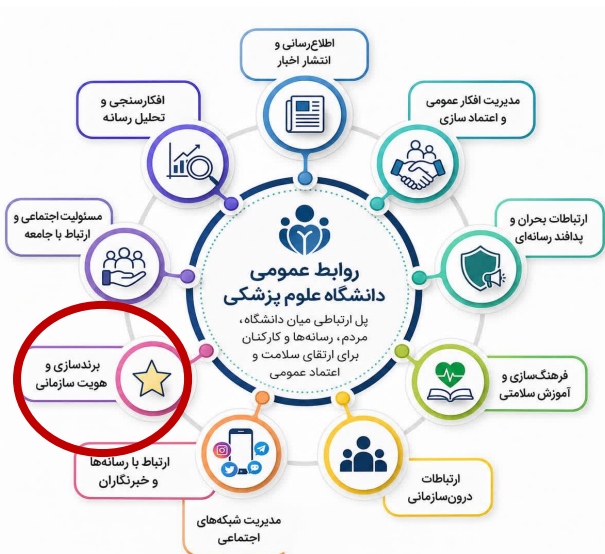 اطلاع‌رسانی و
انتشار اخبار
مدیریت افکار عمومی
و اعتماد سازی
افکارسنجی و
تحلیل رسانه
ارتباطات بحران و
پدافند رسانه‌ای
مسئولیت اجتماعی و
ارتباط با جامعه
روابط عمومی
دانشگاه علوم پزشکی
پل ارتباطی میان دانشگاه،
مردم، رسانه‌ها و کارکنان
برای ارتقای سلامت و
اعتماد عمومی
فرهنگ‌سازی و
آموزش سلامتی
برندسازی و
هویت سازمانی
ارتباطات
درون‌سازمانی
ارتباط با رسانه‌ها
و خبرنگاران
مدیریت شبکه‌های
اجتماعی